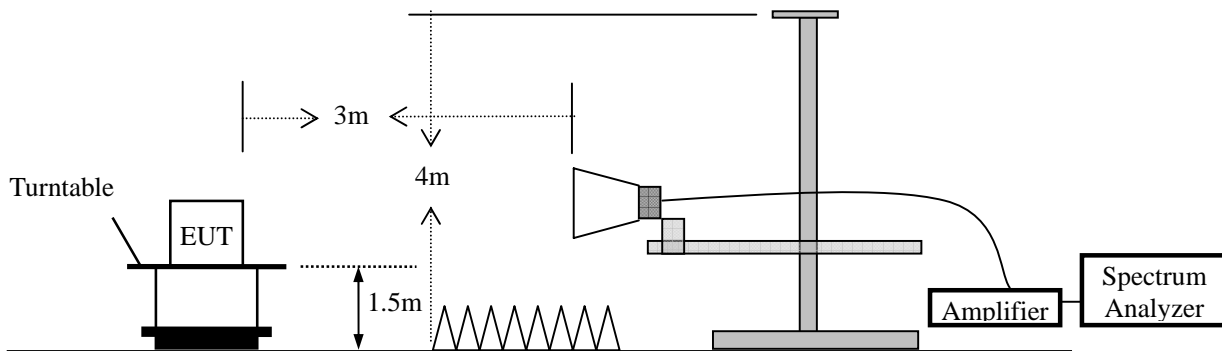 3m
4m
Turntable
EUT
1.5m
Amplifier
Spectrum
Analyzer